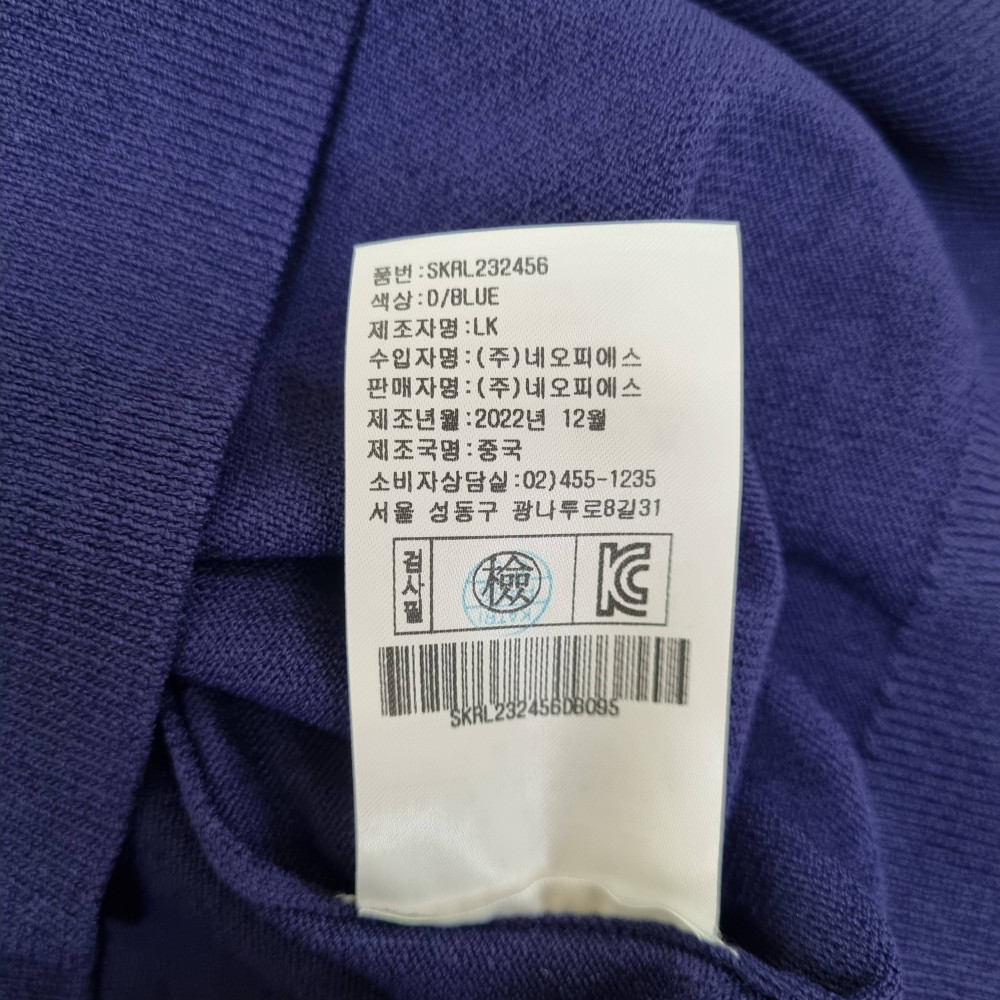 품번:SKRL232456
색상:D/BLUE
제조자명:LK
수입자명:(주)네오피에스
판매자명:(주)네오피에스
제조년월:2022년 12월
제조국명:중국
소비자상담실:02)455-1235
서울 성동구 광나루로8길31
검사필 檢 KC
KATRI
SKRL232456DB095